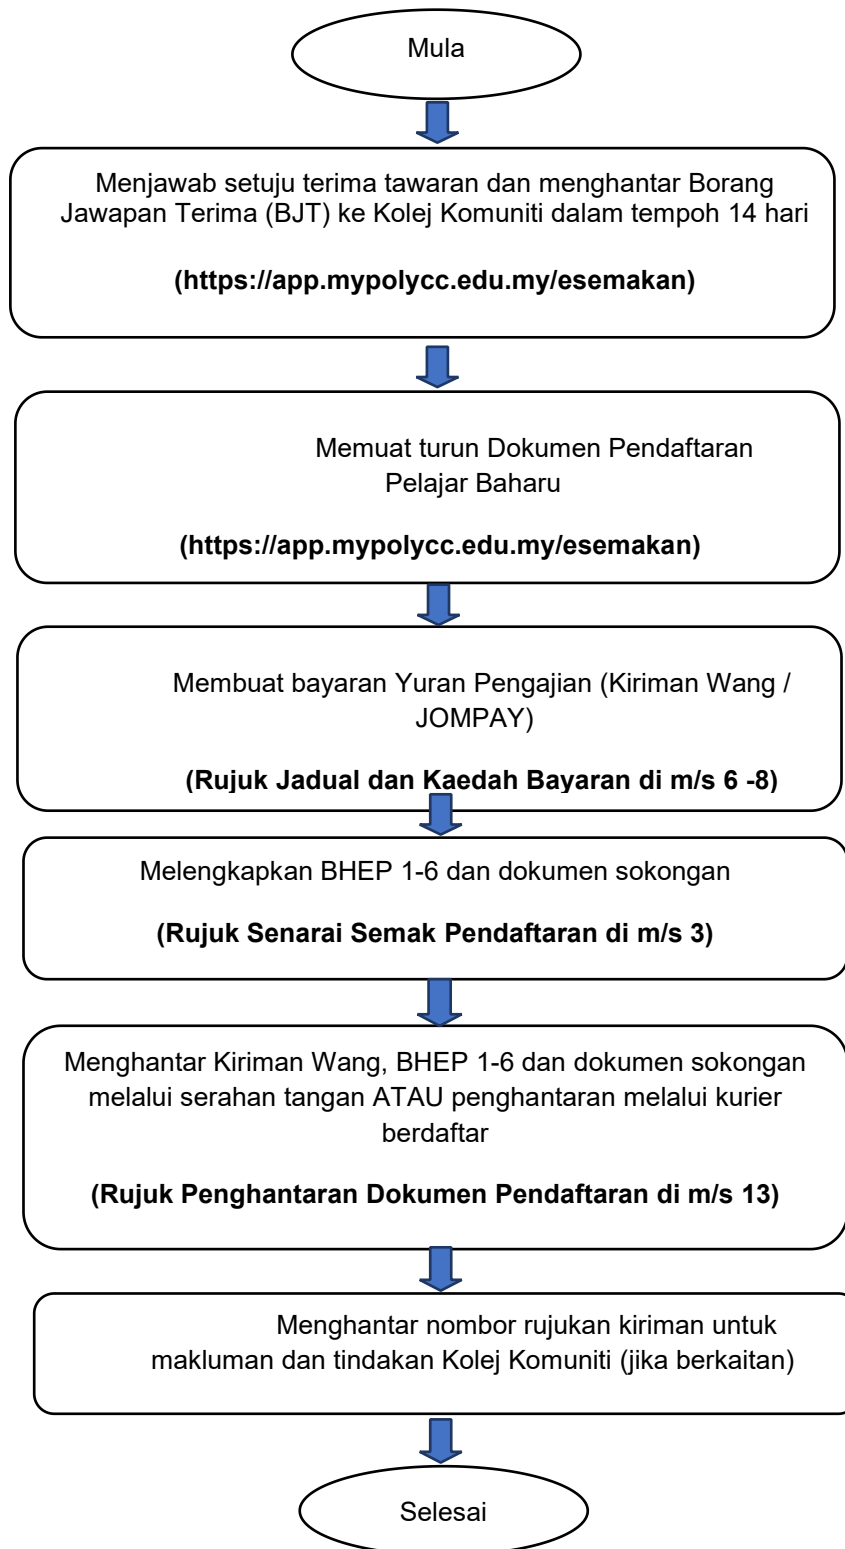 Mula
Menjawab setuju terima tawaran dan menghantar Borang
Jawapan Terima (BJT) ke Kolej Komuniti dalam tempoh 14 hari
(https://app.mypolycc.edu.my/esemakan)
Memuat turun Dokumen Pendaftaran
Pelajar Baharu
(https://app.mypolycc.edu.my/esemakan)
Membuat bayaran Yuran Pengajian (Kiriman Wang /
JOMPAY)
(Rujuk Jadual dan Kaedah Bayaran di m/s 6 -8)
Melengkapkan BHEP 1-6 dan dokumen sokongan
(Rujuk Senarai Semak Pendaftaran di m/s 3)
Menghantar Kiriman Wang, BHEP 1-6 dan dokumen sokongan
melalui serahan tangan ATAU penghantaran melalui kurier
berdaftar
(Rujuk Penghantaran Dokumen Pendaftaran di m/s 13)
Menghantar nombor rujukan kiriman untuk
makluman dan tindakan Kolej Komuniti (jika berkaitan)
Selesai